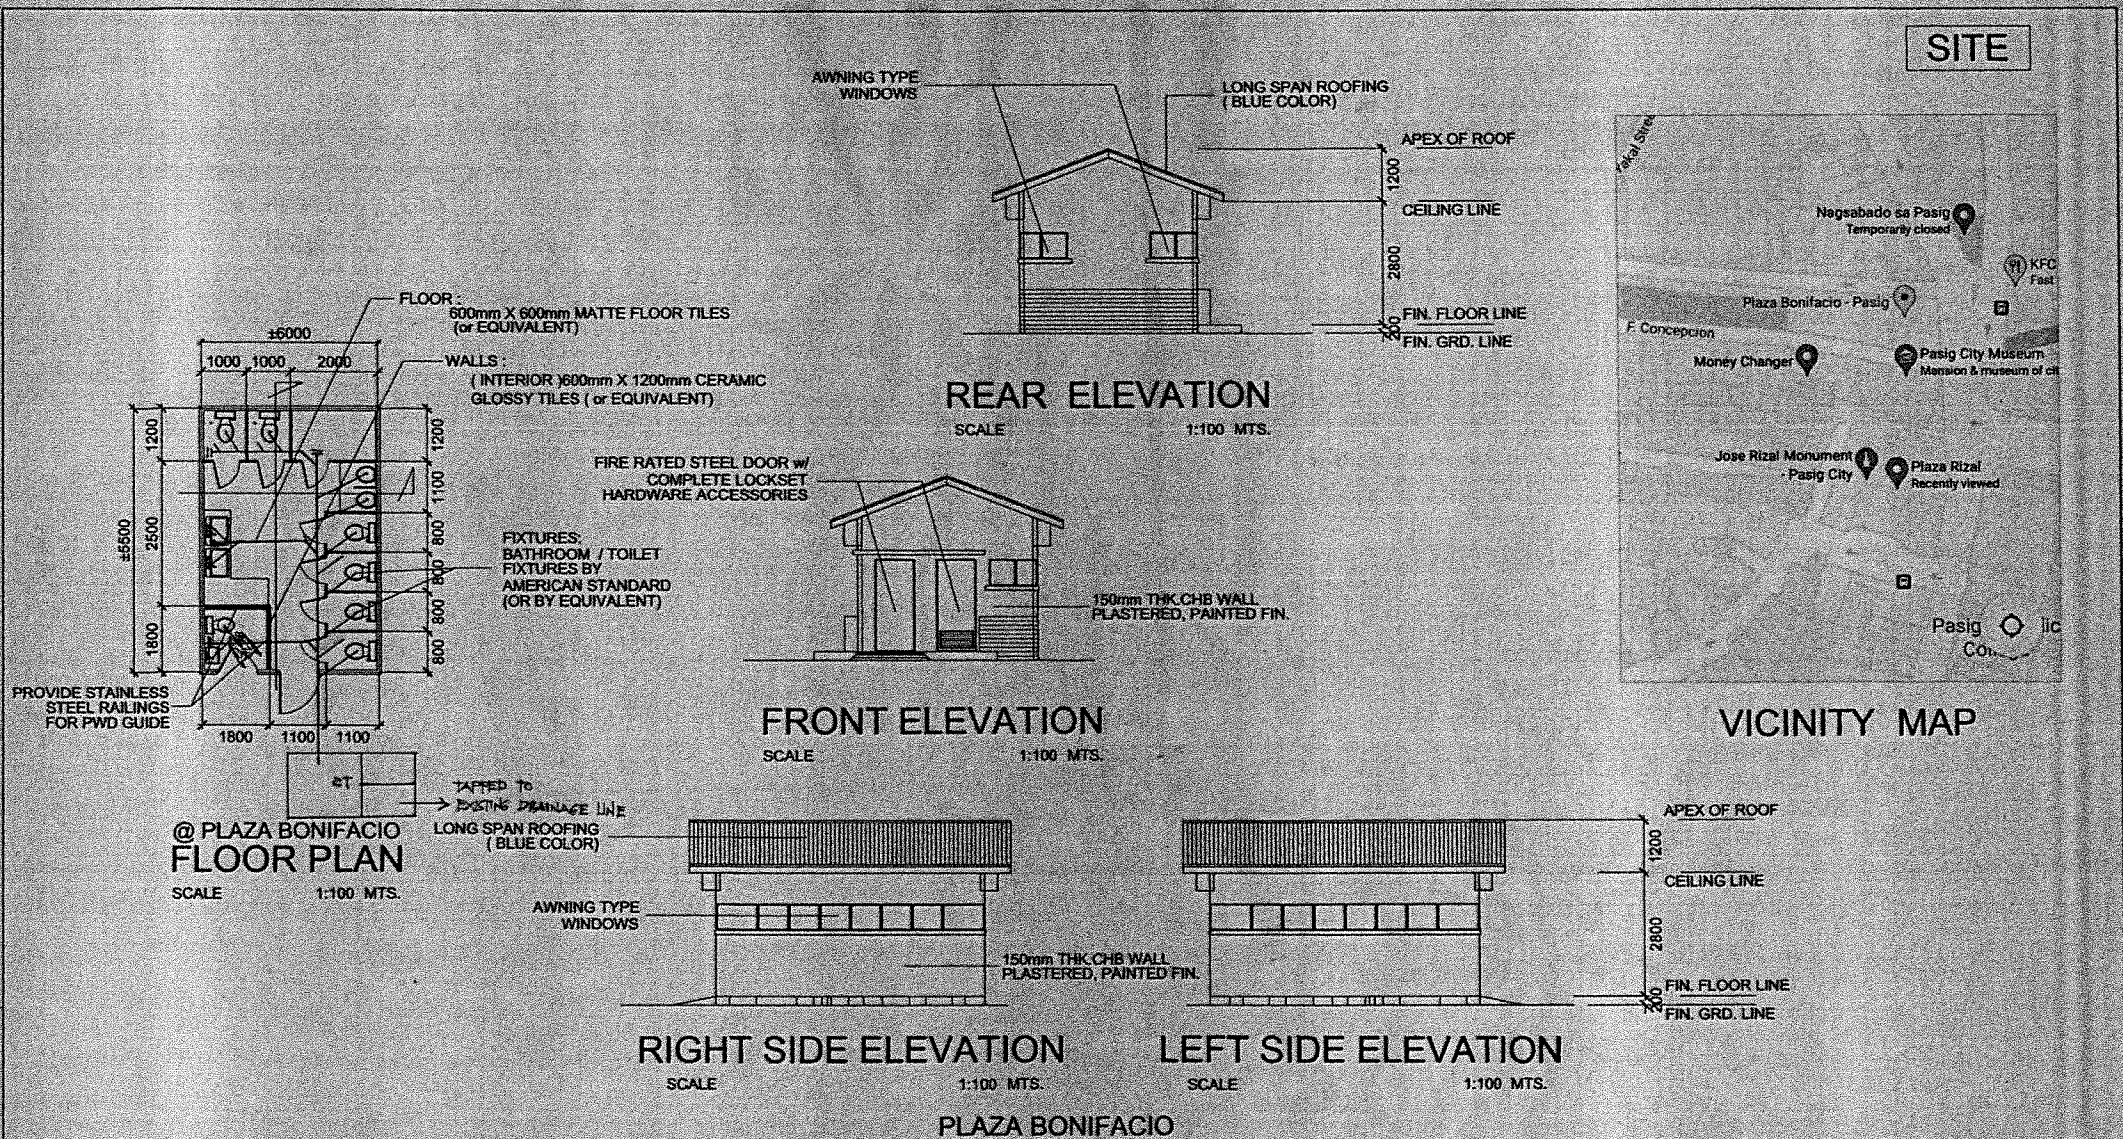 SITE
AWNING TYPE
WINDOWS
LONG SPAN ROOFING
( BLUE COLOR)
APEX OF ROOF
1200
CEILING LINE
2800
FIN. FLOOR LINE
200
FIN. GRD. LINE
REAR ELEVATION
SCALE 1:100 MTS.
FLOOR :
600mm X 600mm MATTE FLOOR TILES
(or EQUIVALENT)
WALLS :
( INTERIOR )600mm X 1200mm CERAMIC
GLOSSY TILES ( or EQUIVALENT)
±6000
1000 1000 2000
1200
2500
1800
±5500
1200
1100
800
800
800
800
FIXTURES:
BATHROOM / TOILET
FIXTURES BY
AMERICAN STANDARD
(OR BY EQUIVALENT)
PROVIDE STAINLESS
STEEL RAILINGS
FOR PWD GUIDE
1800 1100 1100
TAPPED TO
EXISTING DRAINAGE LINE
@ PLAZA BONIFACIO
FLOOR PLAN
SCALE 1:100 MTS.
FIRE RATED STEEL DOOR w/
COMPLETE LOCKSET
HARDWARE ACCESSORIES
150mm THK.CHB WALL
PLASTERED, PAINTED FIN.
FRONT ELEVATION
SCALE 1:100 MTS.
Nagsabado sa Pasig
Temporarily closed
KFC
Fast
Plaza Bonifacio - Pasig
F. Concepcion
Money Changer
Pasig City Museum
Mansion & museum of cit
Jose Rizal Monument
- Pasig City
Plaza Rizal
Recently viewed
Pasig
VICINITY MAP
LONG SPAN ROOFING
( BLUE COLOR)
AWNING TYPE
WINDOWS
150mm THK.CHB WALL
PLASTERED, PAINTED FIN.
RIGHT SIDE ELEVATION
SCALE 1:100 MTS.
APEX OF ROOF
1200
CEILING LINE
2800
FIN. FLOOR LINE
200
FIN. GRD. LINE
LEFT SIDE ELEVATION
SCALE 1:100 MTS.
PLAZA BONIFACIO